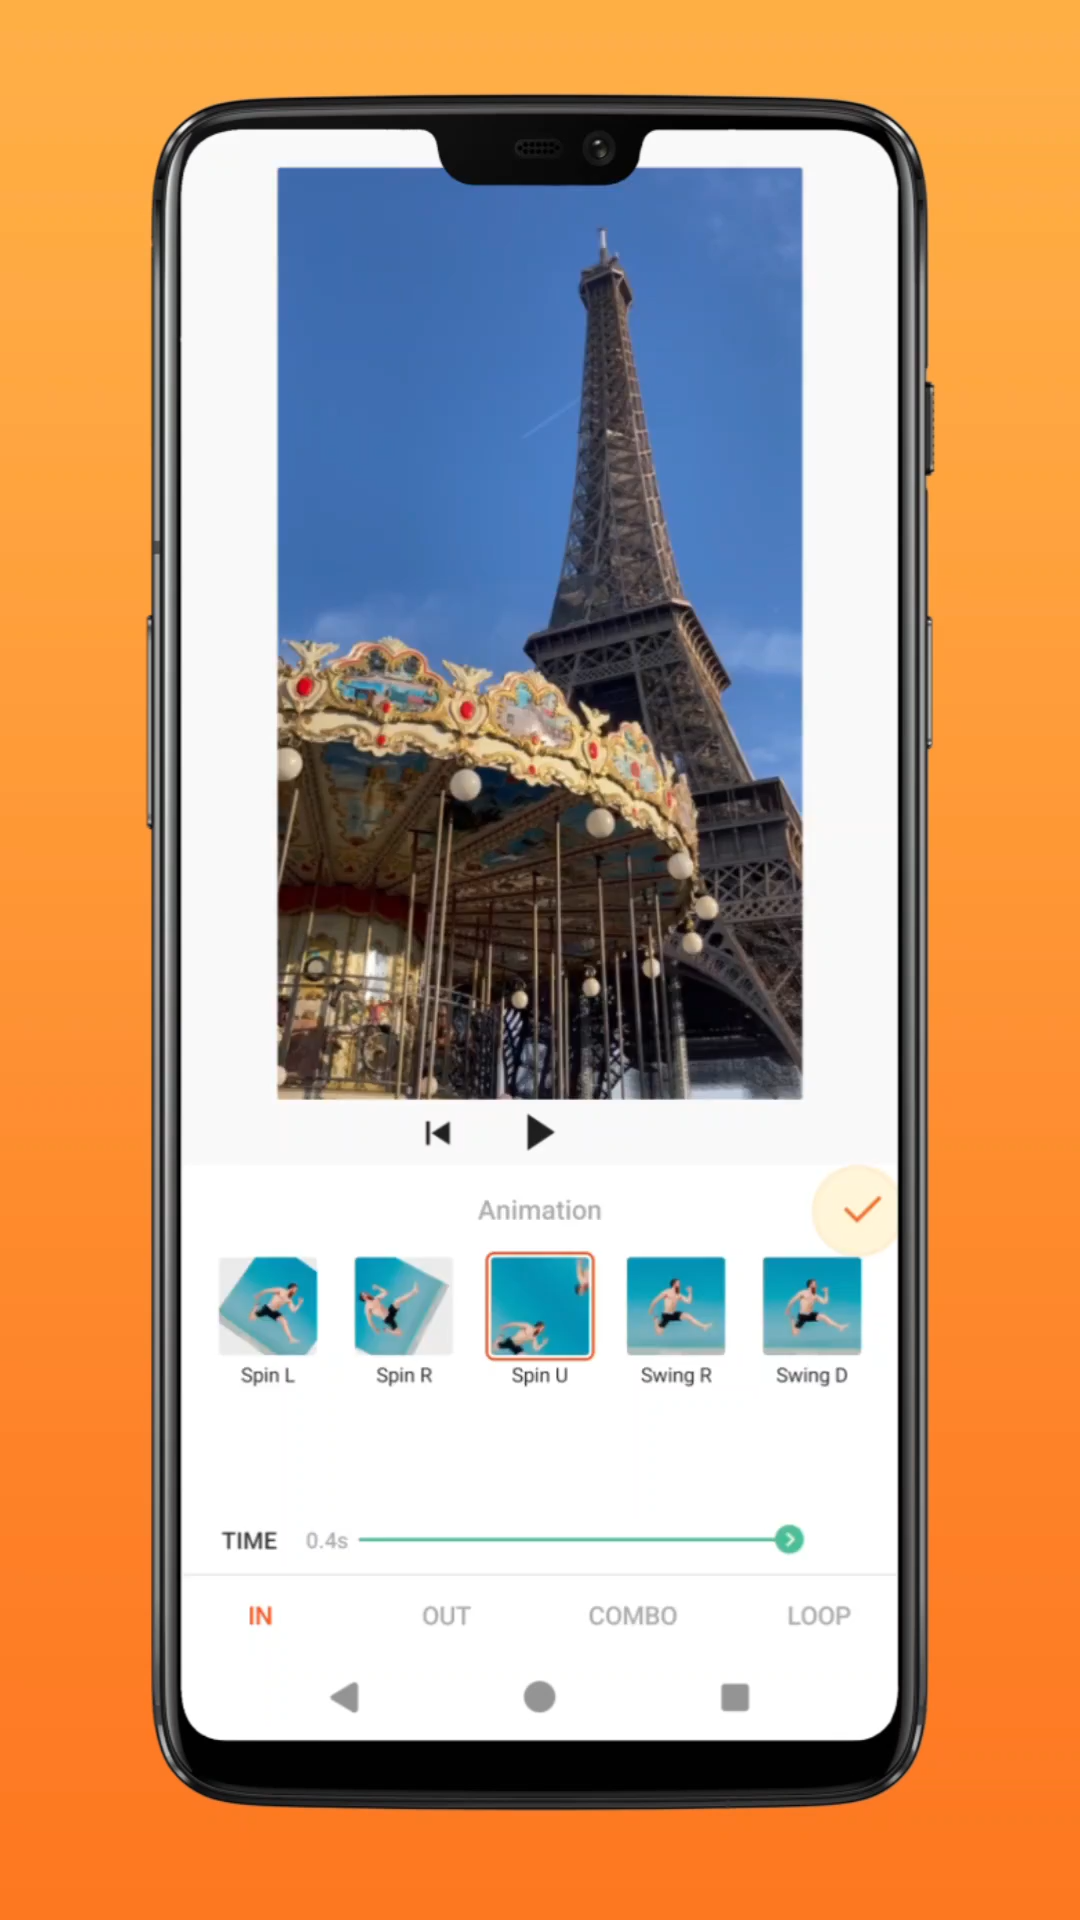 Animation
Spin L
Spin R
Spin U
Swing R
Swing D
TIME 0.4s
IN OUT COMBO LOOP